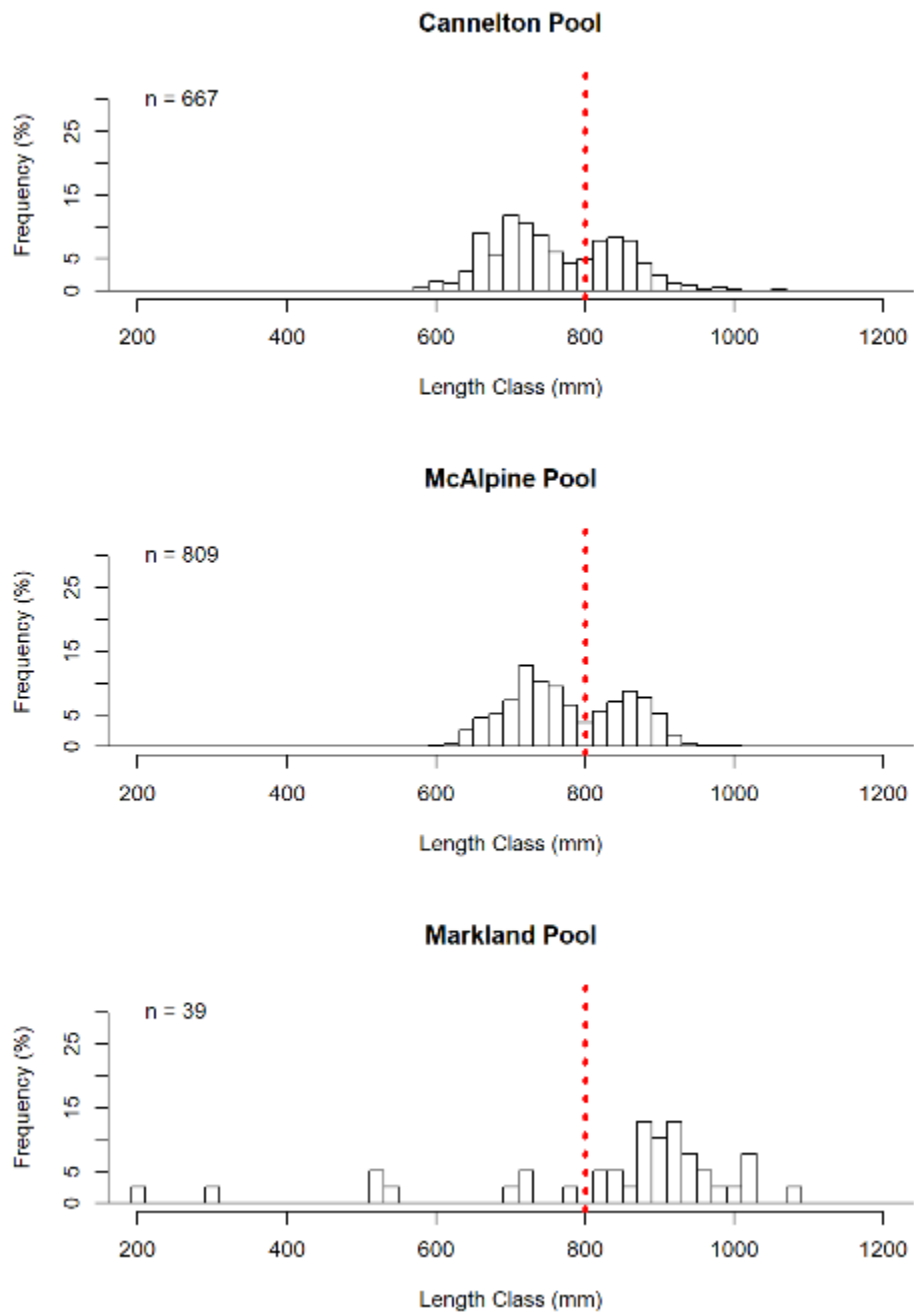 Cannelton Pool
n = 667
Frequency (%)
25
15
5
0
200 400 600 800 1000 1200
Length Class (mm)
McAlpine Pool
n = 809
Frequency (%)
25
15
5
0
200 400 600 800 1000 1200
Length Class (mm)
Markland Pool
n = 39
Frequency (%)
25
15
5
0
200 400 600 800 1000 1200
Length Class (mm)